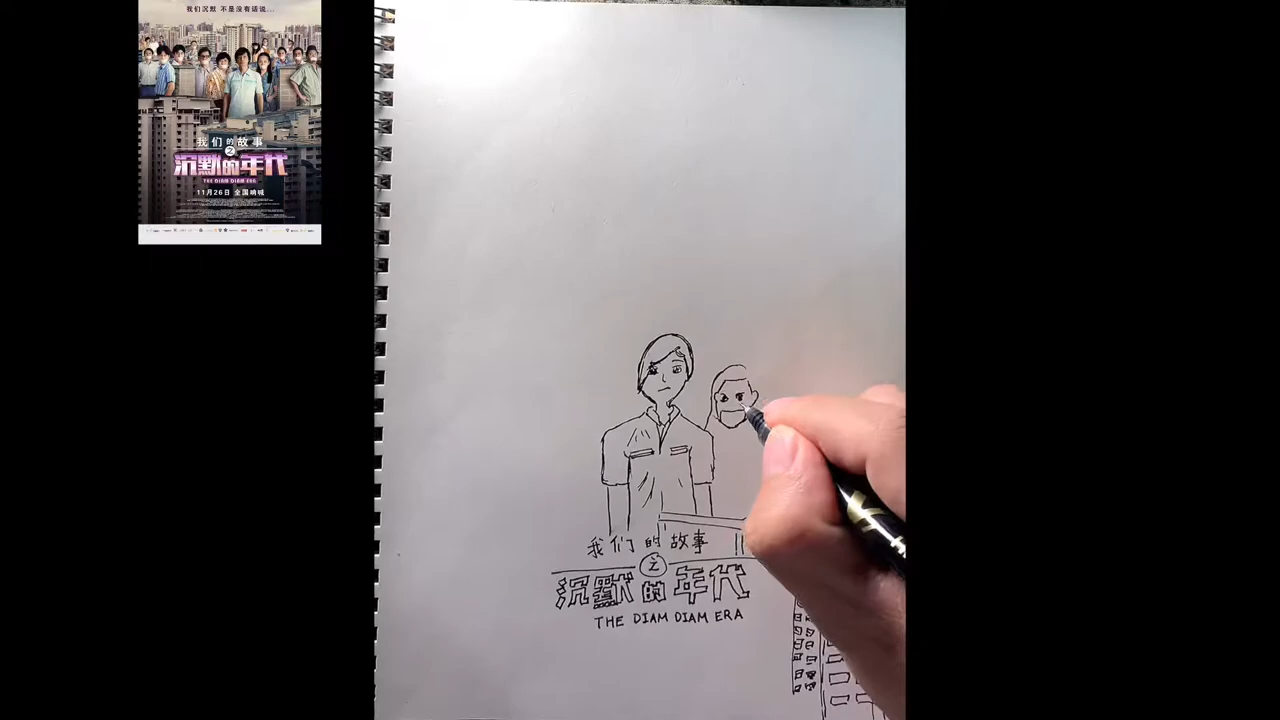 我们沉默 不是没有话说...
我们的故事
之
沉默的年代
THE DIAM DIAM ERA
11月26日 全国响城
我们的故事
之
沉默的年代
THE DIAM DIAM ERA